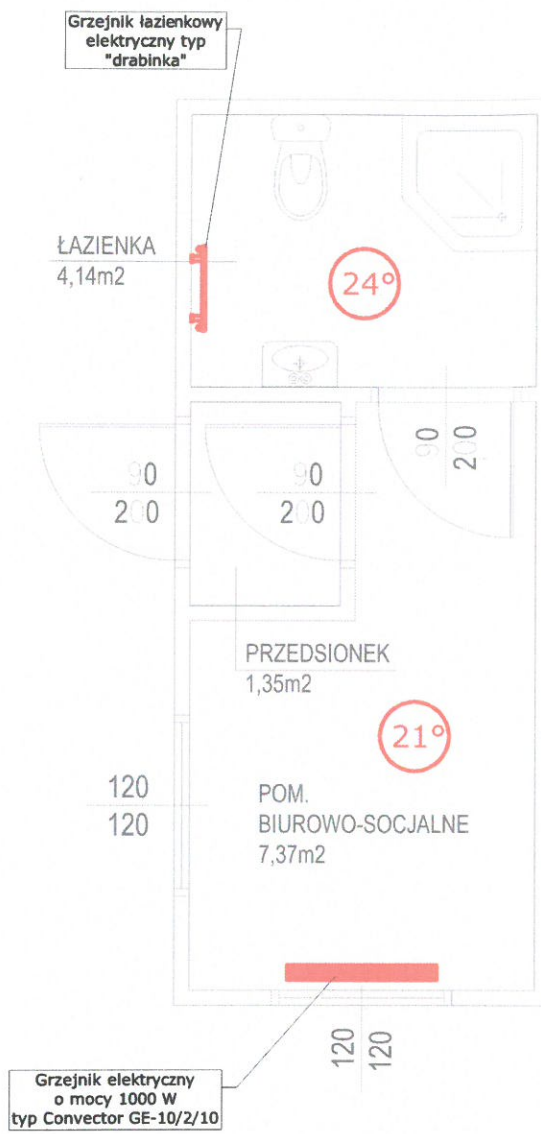 Grzejnik łazienkowy
elektryczny typ
"drabinka"
ŁAZIENKA
4,14m2
24°
90
200
90
200
90
200
PRZEDSIONEK
1,35m2
21°
120
120
POM.
BIUROWO-SOCJALNE
7,37m2
120
120
Grzejnik elektryczny
o mocy 1000 W
typ Convector GE-10/2/10